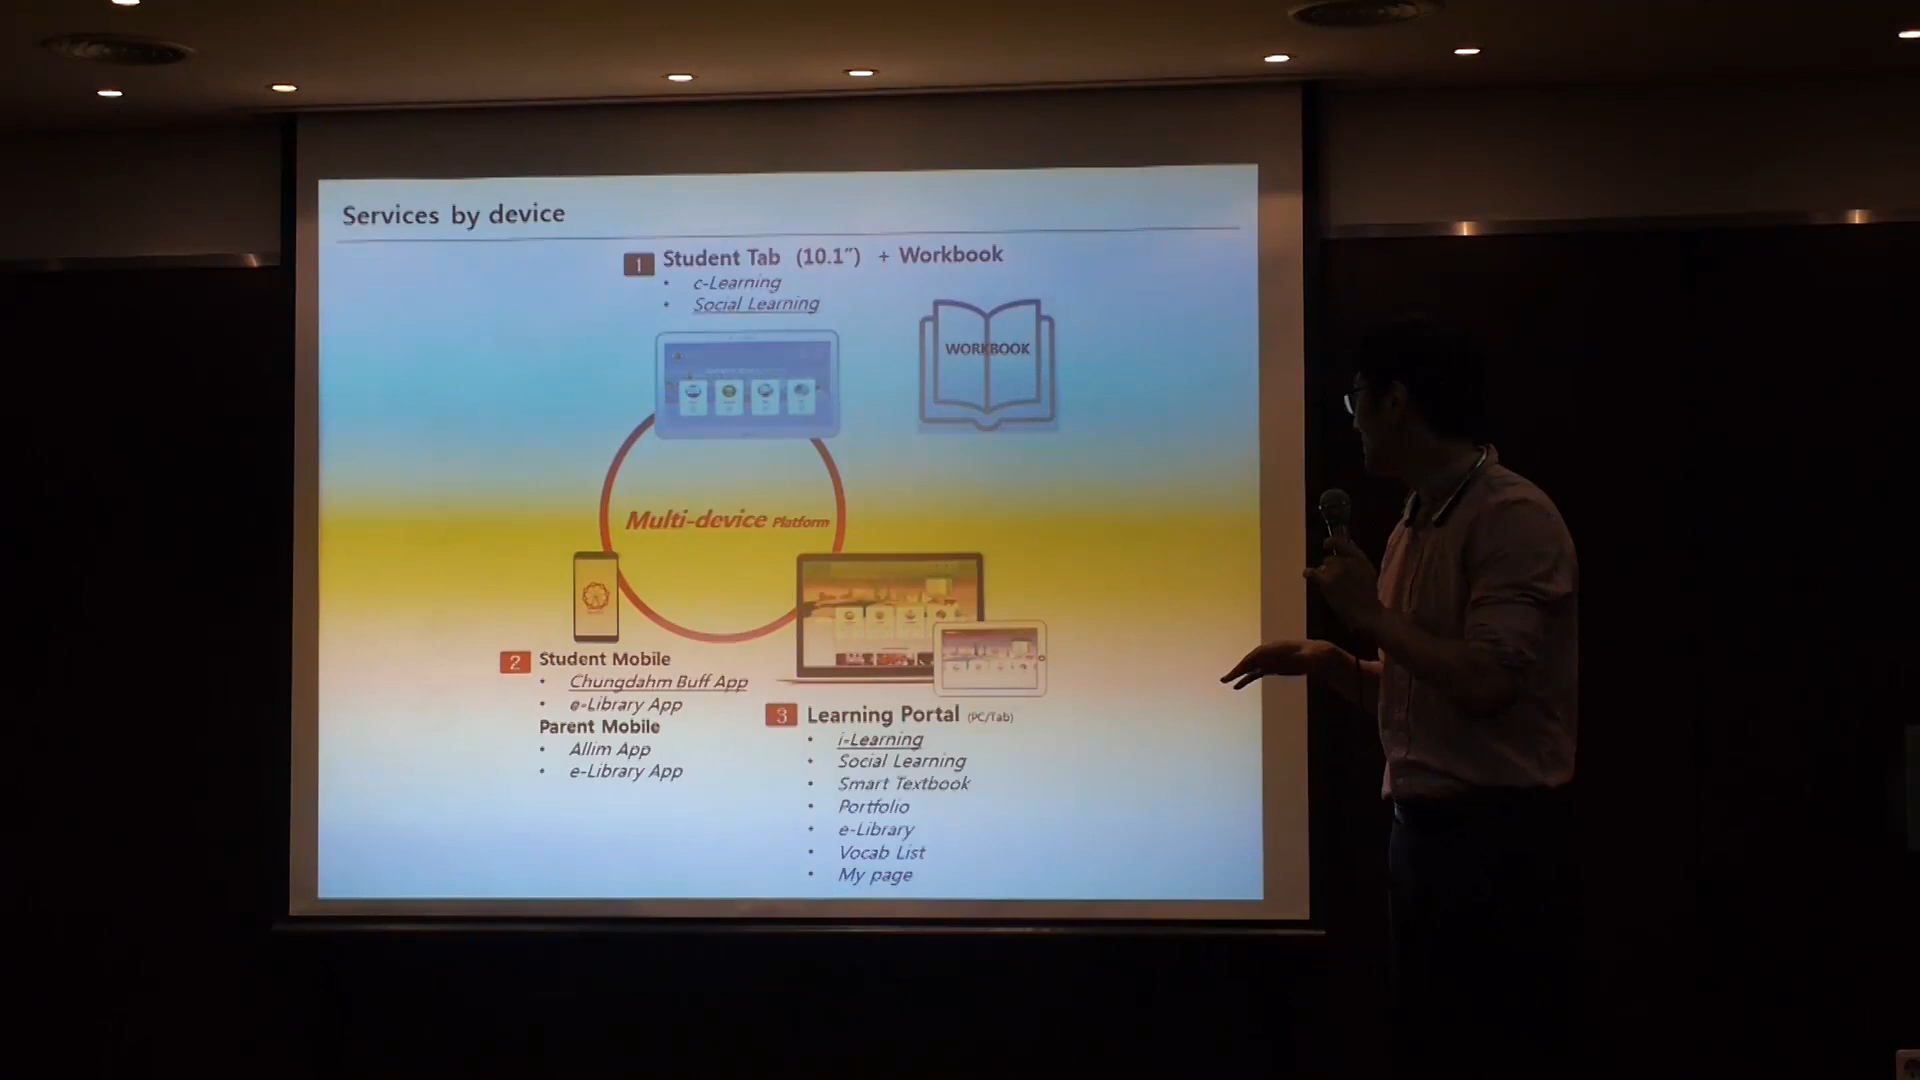 Services by device
1 Student Tab (10.1") + Workbook
• c-Learning
• Social Learning
WORKBOOK
Multi-device Platform
2 Student Mobile
• Chungdahm Buff App
• e-Library App
Parent Mobile
• Allim App
• e-Library App
3 Learning Portal (PC/Tab)
• i-Learning
• Social Learning
• Smart Textbook
• Portfolio
• e-Library
• Vocab List
• My page